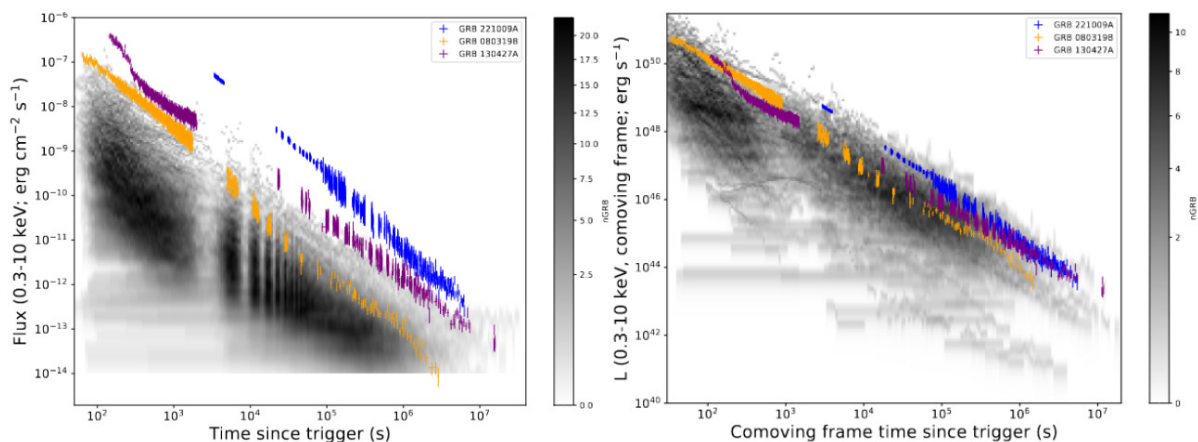 10⁻⁶
10⁻⁷
10⁻⁸
10⁻⁹
10⁻¹⁰
10⁻¹¹
10⁻¹²
10⁻¹³
10⁻¹⁴
Flux (0.3-10 keV; erg cm⁻² s⁻¹)
GRB 221009A
GRB 080319B
GRB 130427A
10² 10³ 10⁴ 10⁵ 10⁶ 10⁷
Time since trigger (s)
20.0
17.5
15.0
12.5
10.0
7.5
5.0
2.5
0.0
nGRB
10⁵⁰
10⁴⁸
10⁴⁶
10⁴⁴
10⁴²
10⁴⁰
L (0.3-10 keV, comoving frame; erg s⁻¹)
GRB 221009A
GRB 080319B
GRB 130427A
10² 10³ 10⁴ 10⁵ 10⁶ 10⁷
Comoving frame time since trigger (s)
10
8
6
4
2
0
nGRB